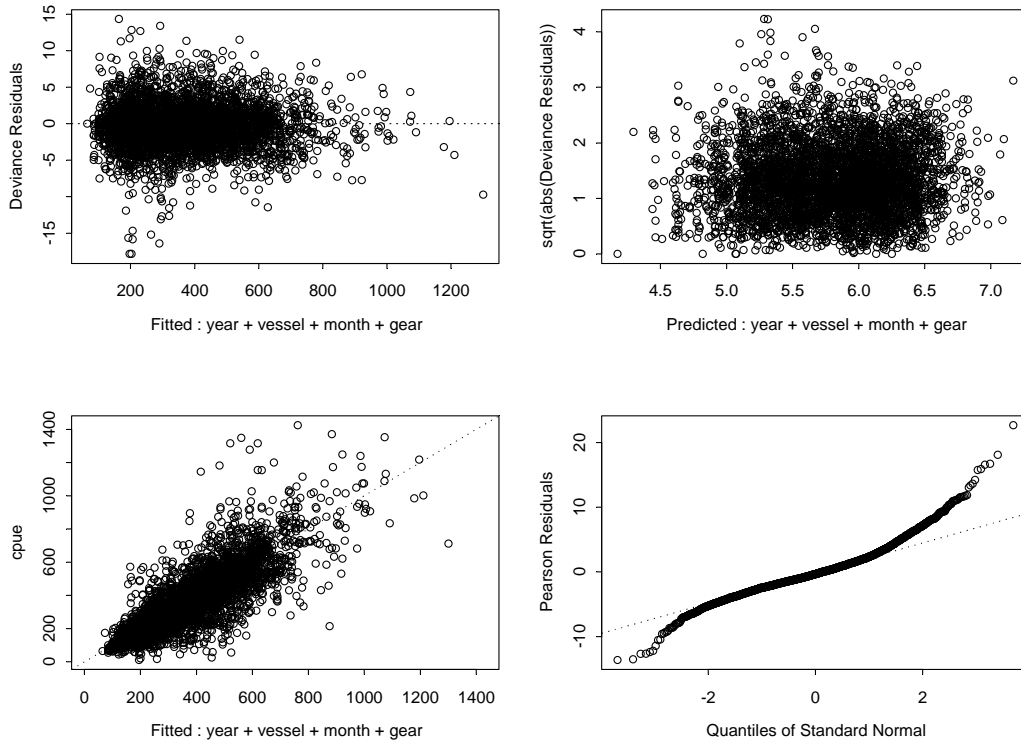 Deviance Residuals
15
10
5
0
-5
-15
200 400 600 800 1000 1200
Fitted : year + vessel + month + gear
sqrt(abs(Deviance Residuals))
4
3
2
1
0
4.5 5.0 5.5 6.0 6.5 7.0
Predicted : year + vessel + month + gear
cpue
1400
1000
600
200
0
0 200 400 600 800 1000 1200 1400
Fitted : year + vessel + month + gear
Pearson Residuals
20
10
0
-10
-2 0 2
Quantiles of Standard Normal